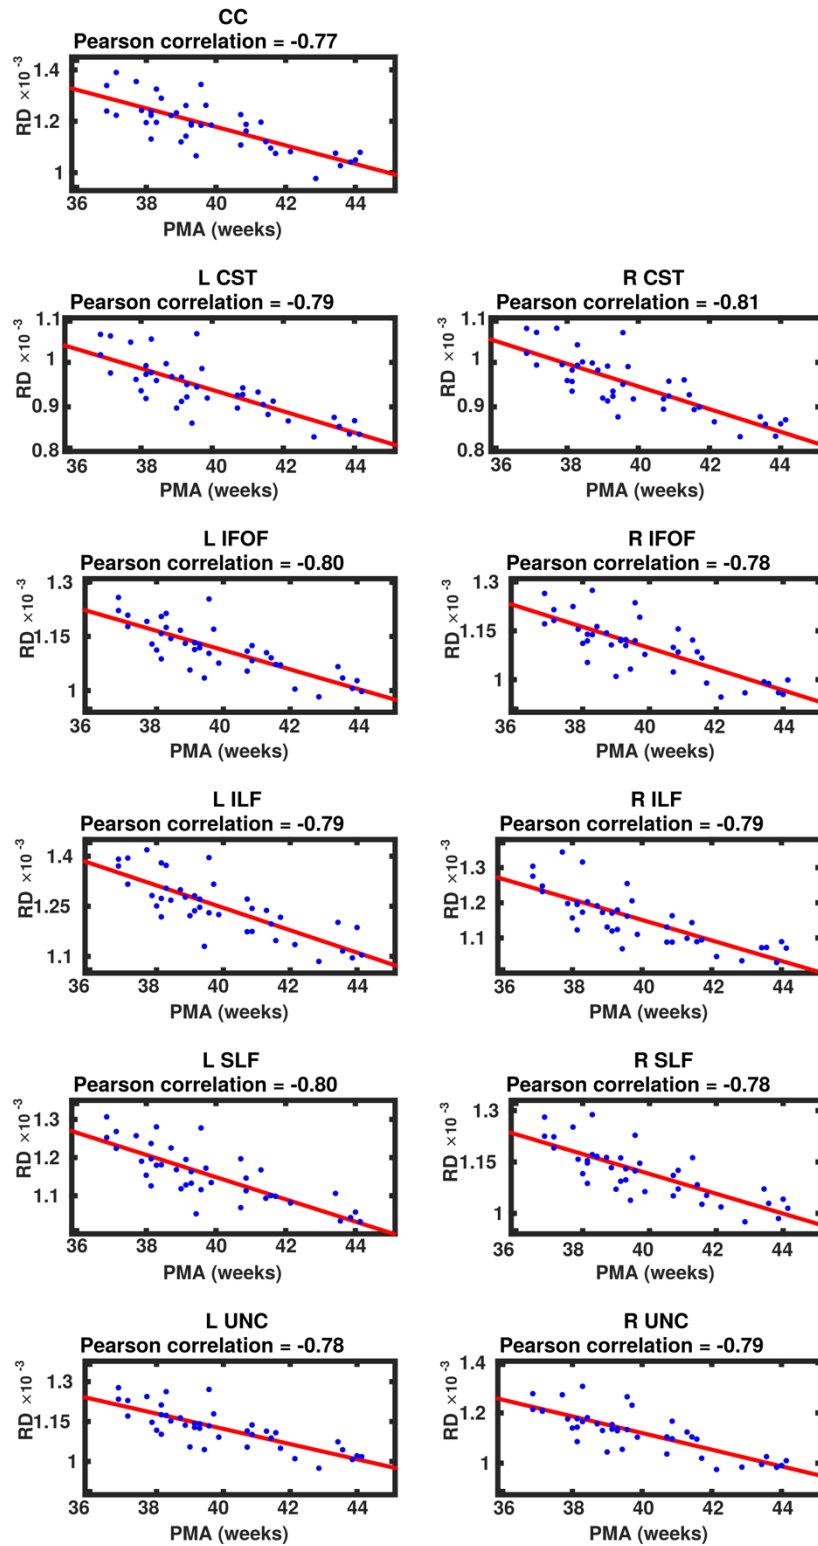 CC
Pearson correlation = -0.77
RD ×10⁻³
1.4
1.2
1
36 38 40 42 44
PMA (weeks)
L CST
Pearson correlation = -0.79
RD ×10⁻³
1.1
1
0.9
0.8
36 38 40 42 44
PMA (weeks)
R CST
Pearson correlation = -0.81
RD ×10⁻³
1.1
1
0.9
0.8
36 38 40 42 44
PMA (weeks)
L IFOF
Pearson correlation = -0.80
RD ×10⁻³
1.3
1.15
1
36 38 40 42 44
PMA (weeks)
R IFOF
Pearson correlation = -0.78
RD ×10⁻³
1.3
1.15
1
36 38 40 42 44
PMA (weeks)
L ILF
Pearson correlation = -0.79
RD ×10⁻³
1.4
1.25
1.1
36 38 40 42 44
PMA (weeks)
R ILF
Pearson correlation = -0.79
RD ×10⁻³
1.3
1.2
1.1
36 38 40 42 44
PMA (weeks)
L SLF
Pearson correlation = -0.80
RD ×10⁻³
1.3
1.2
1.1
36 38 40 42 44
PMA (weeks)
R SLF
Pearson correlation = -0.78
RD ×10⁻³
1.3
1.15
1
36 38 40 42 44
PMA (weeks)
L UNC
Pearson correlation = -0.78
RD ×10⁻³
1.3
1.15
1
36 38 40 42 44
PMA (weeks)
R UNC
Pearson correlation = -0.79
RD ×10⁻³
1.4
1.2
1
36 38 40 42 44
PMA (weeks)